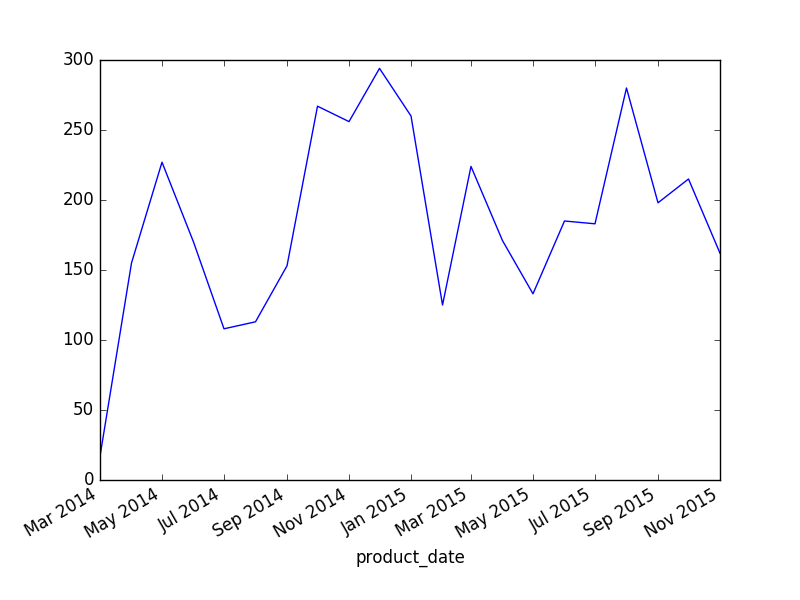 300
250
200
150
100
50
0
Mar 2014
May 2014
Jul 2014
Sep 2014
Nov 2014
Jan 2015
Mar 2015
May 2015
Jul 2015
Sep 2015
Nov 2015
product_date